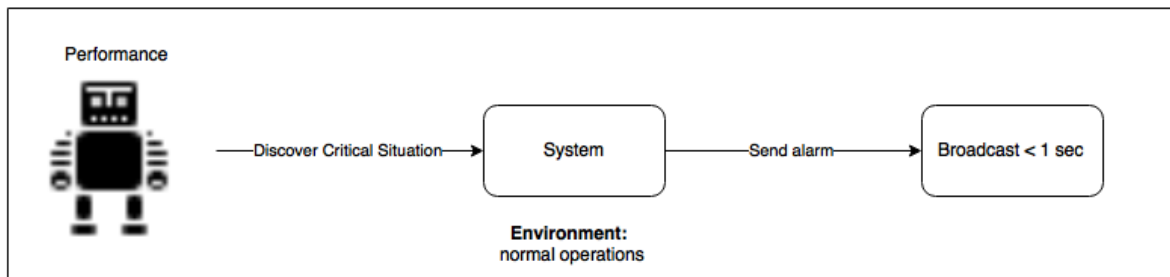 Performance
Discover Critical Situation
System
Send alarm
Broadcast < 1 sec
Environment:
normal operations